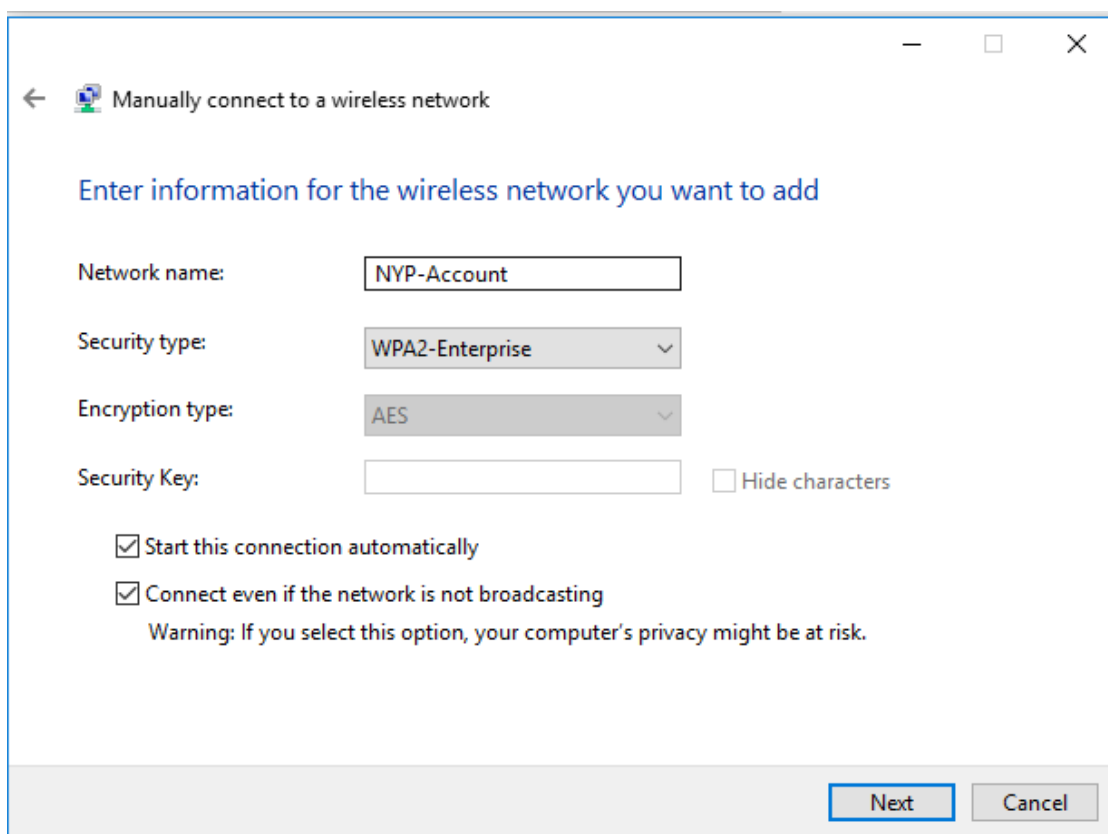 Manually connect to a wireless network
Enter information for the wireless network you want to add
Network name: NYP-Account
Security type: WPA2-Enterprise
Encryption type: AES
Security Key: Hide characters
Start this connection automatically
Connect even if the network is not broadcasting
Warning: If you select this option, your computer's privacy might be at risk.
Next Cancel